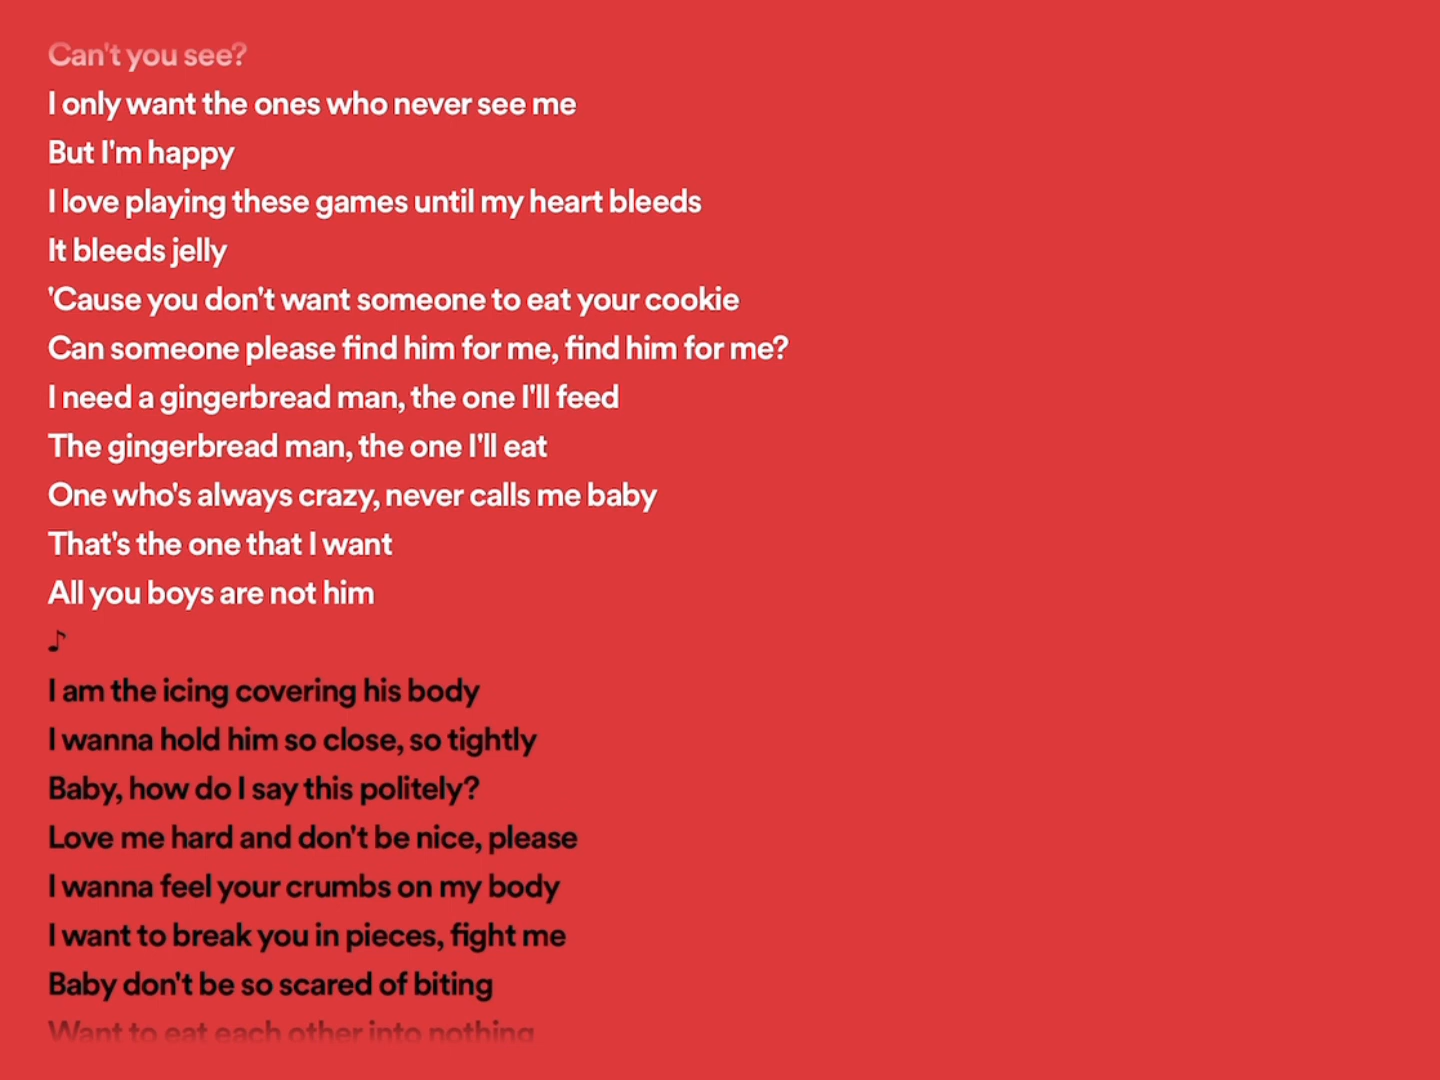 Can't you see?
I only want the ones who never see me
But I'm happy
I love playing these games until my heart bleeds
It bleeds jelly
'Cause you don't want someone to eat your cookie
Can someone please find him for me, find him for me?
I need a gingerbread man, the one I'll feed
The gingerbread man, the one I'll eat
One who's always crazy, never calls me baby
That's the one that I want
All you boys are not him
♪
I am the icing covering his body
I wanna hold him so close, so tightly
Baby, how do I say this politely?
Love me hard and don't be nice, please
I wanna feel your crumbs on my body
I want to break you in pieces, fight me
Baby don't be so scared of biting
Want to eat each other into nothing